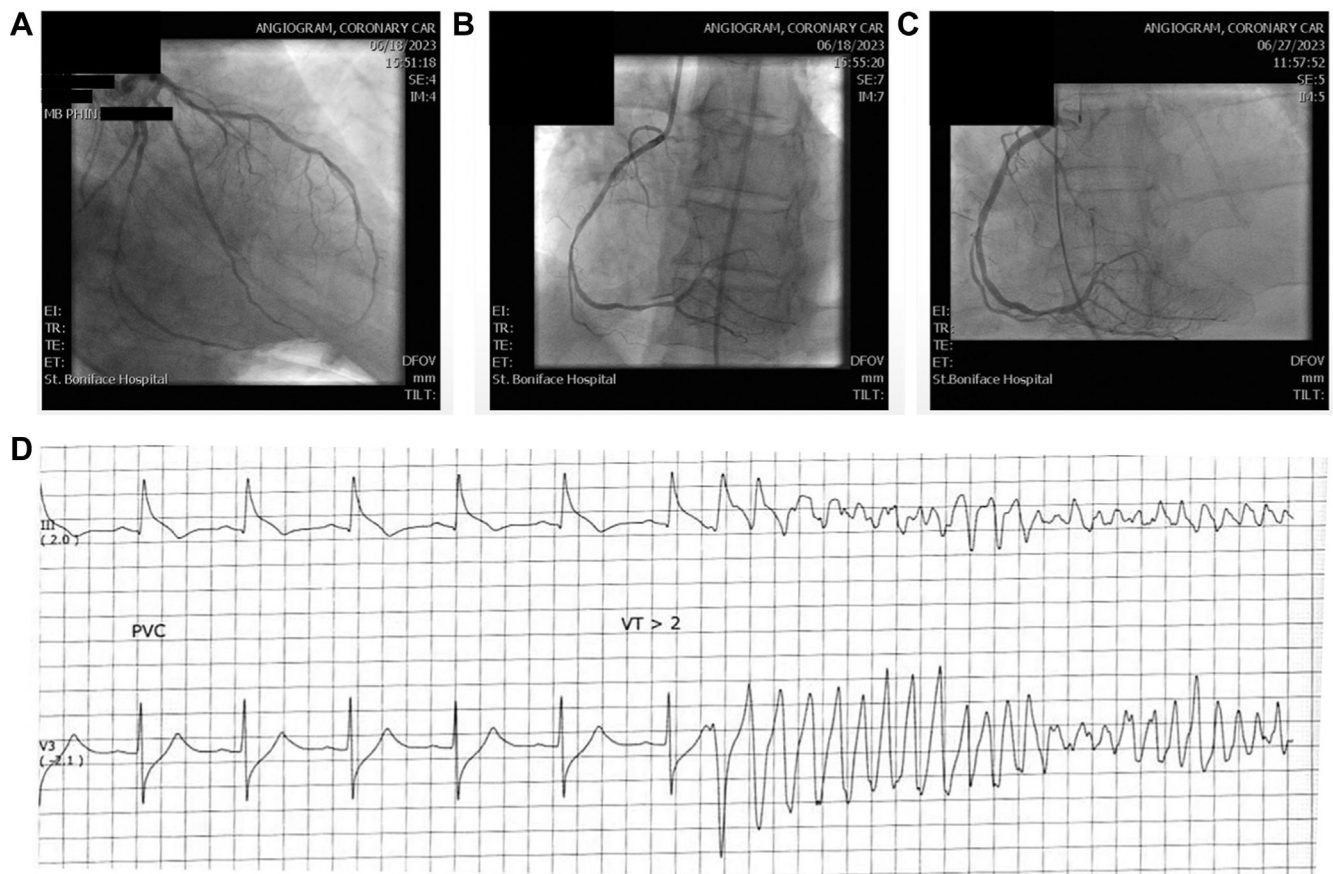 A
ANGIOGRAM, CORONARY CAR
06/18/2023
15:51:18
SE:4
IM:4
MB PHIN:
EI:
TR:
TE:
ET:
St. Boniface Hospital
DFOV
mm
TILT:
B
ANGIOGRAM, CORONARY CAR
06/18/2023
15:55:20
SE:7
IM:7
EI:
TR:
TE:
ET:
St. Boniface Hospital
DFOV
mm
TILT:
C
ANGIOGRAM, CORONARY CAR
06/27/2023
11:57:52
SE:5
IM:5
EI:
TR:
TE:
ET:
St.Boniface Hospital
DFOV
mm
TILT:
D
III
( 2.0 )
PVC
VT > 2
V3
( -2.1 )